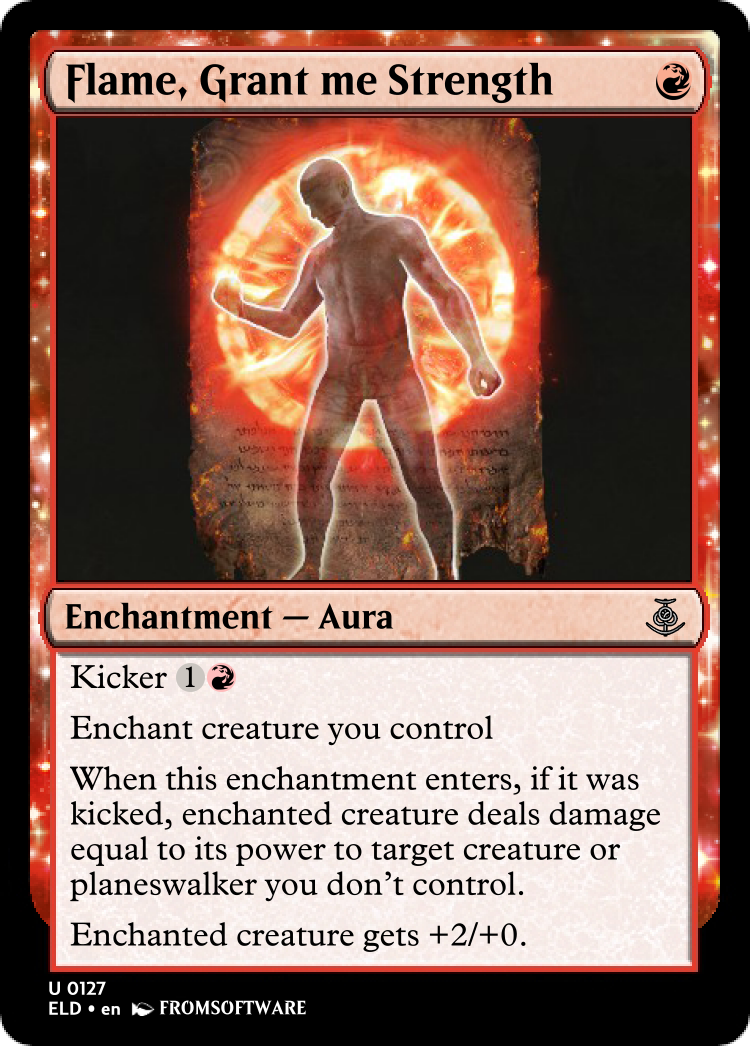 Flame, Grant me Strength
Enchantment — Aura
Kicker 1
Enchant creature you control
When this enchantment enters, if it was
kicked, enchanted creature deals damage
equal to its power to target creature or
planeswalker you don't control.
Enchanted creature gets +2/+0.
U 0127
ELD • en FROMSOFTWARE